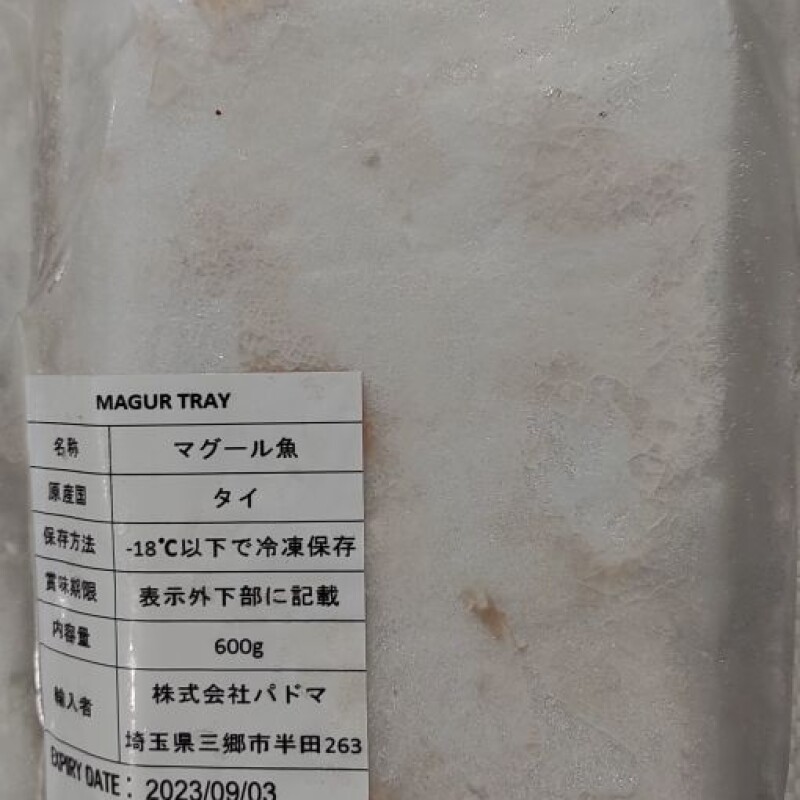 MAGUR TRAY
名称 マグール魚
原産国 タイ
保存方法 -18℃以下で冷凍保存
賞味期限 表示外下部に記載
内容量 600g
輸入者 株式会社パドマ
埼玉県三郷市半田263
EXPIRY DATE : 2023/09/03